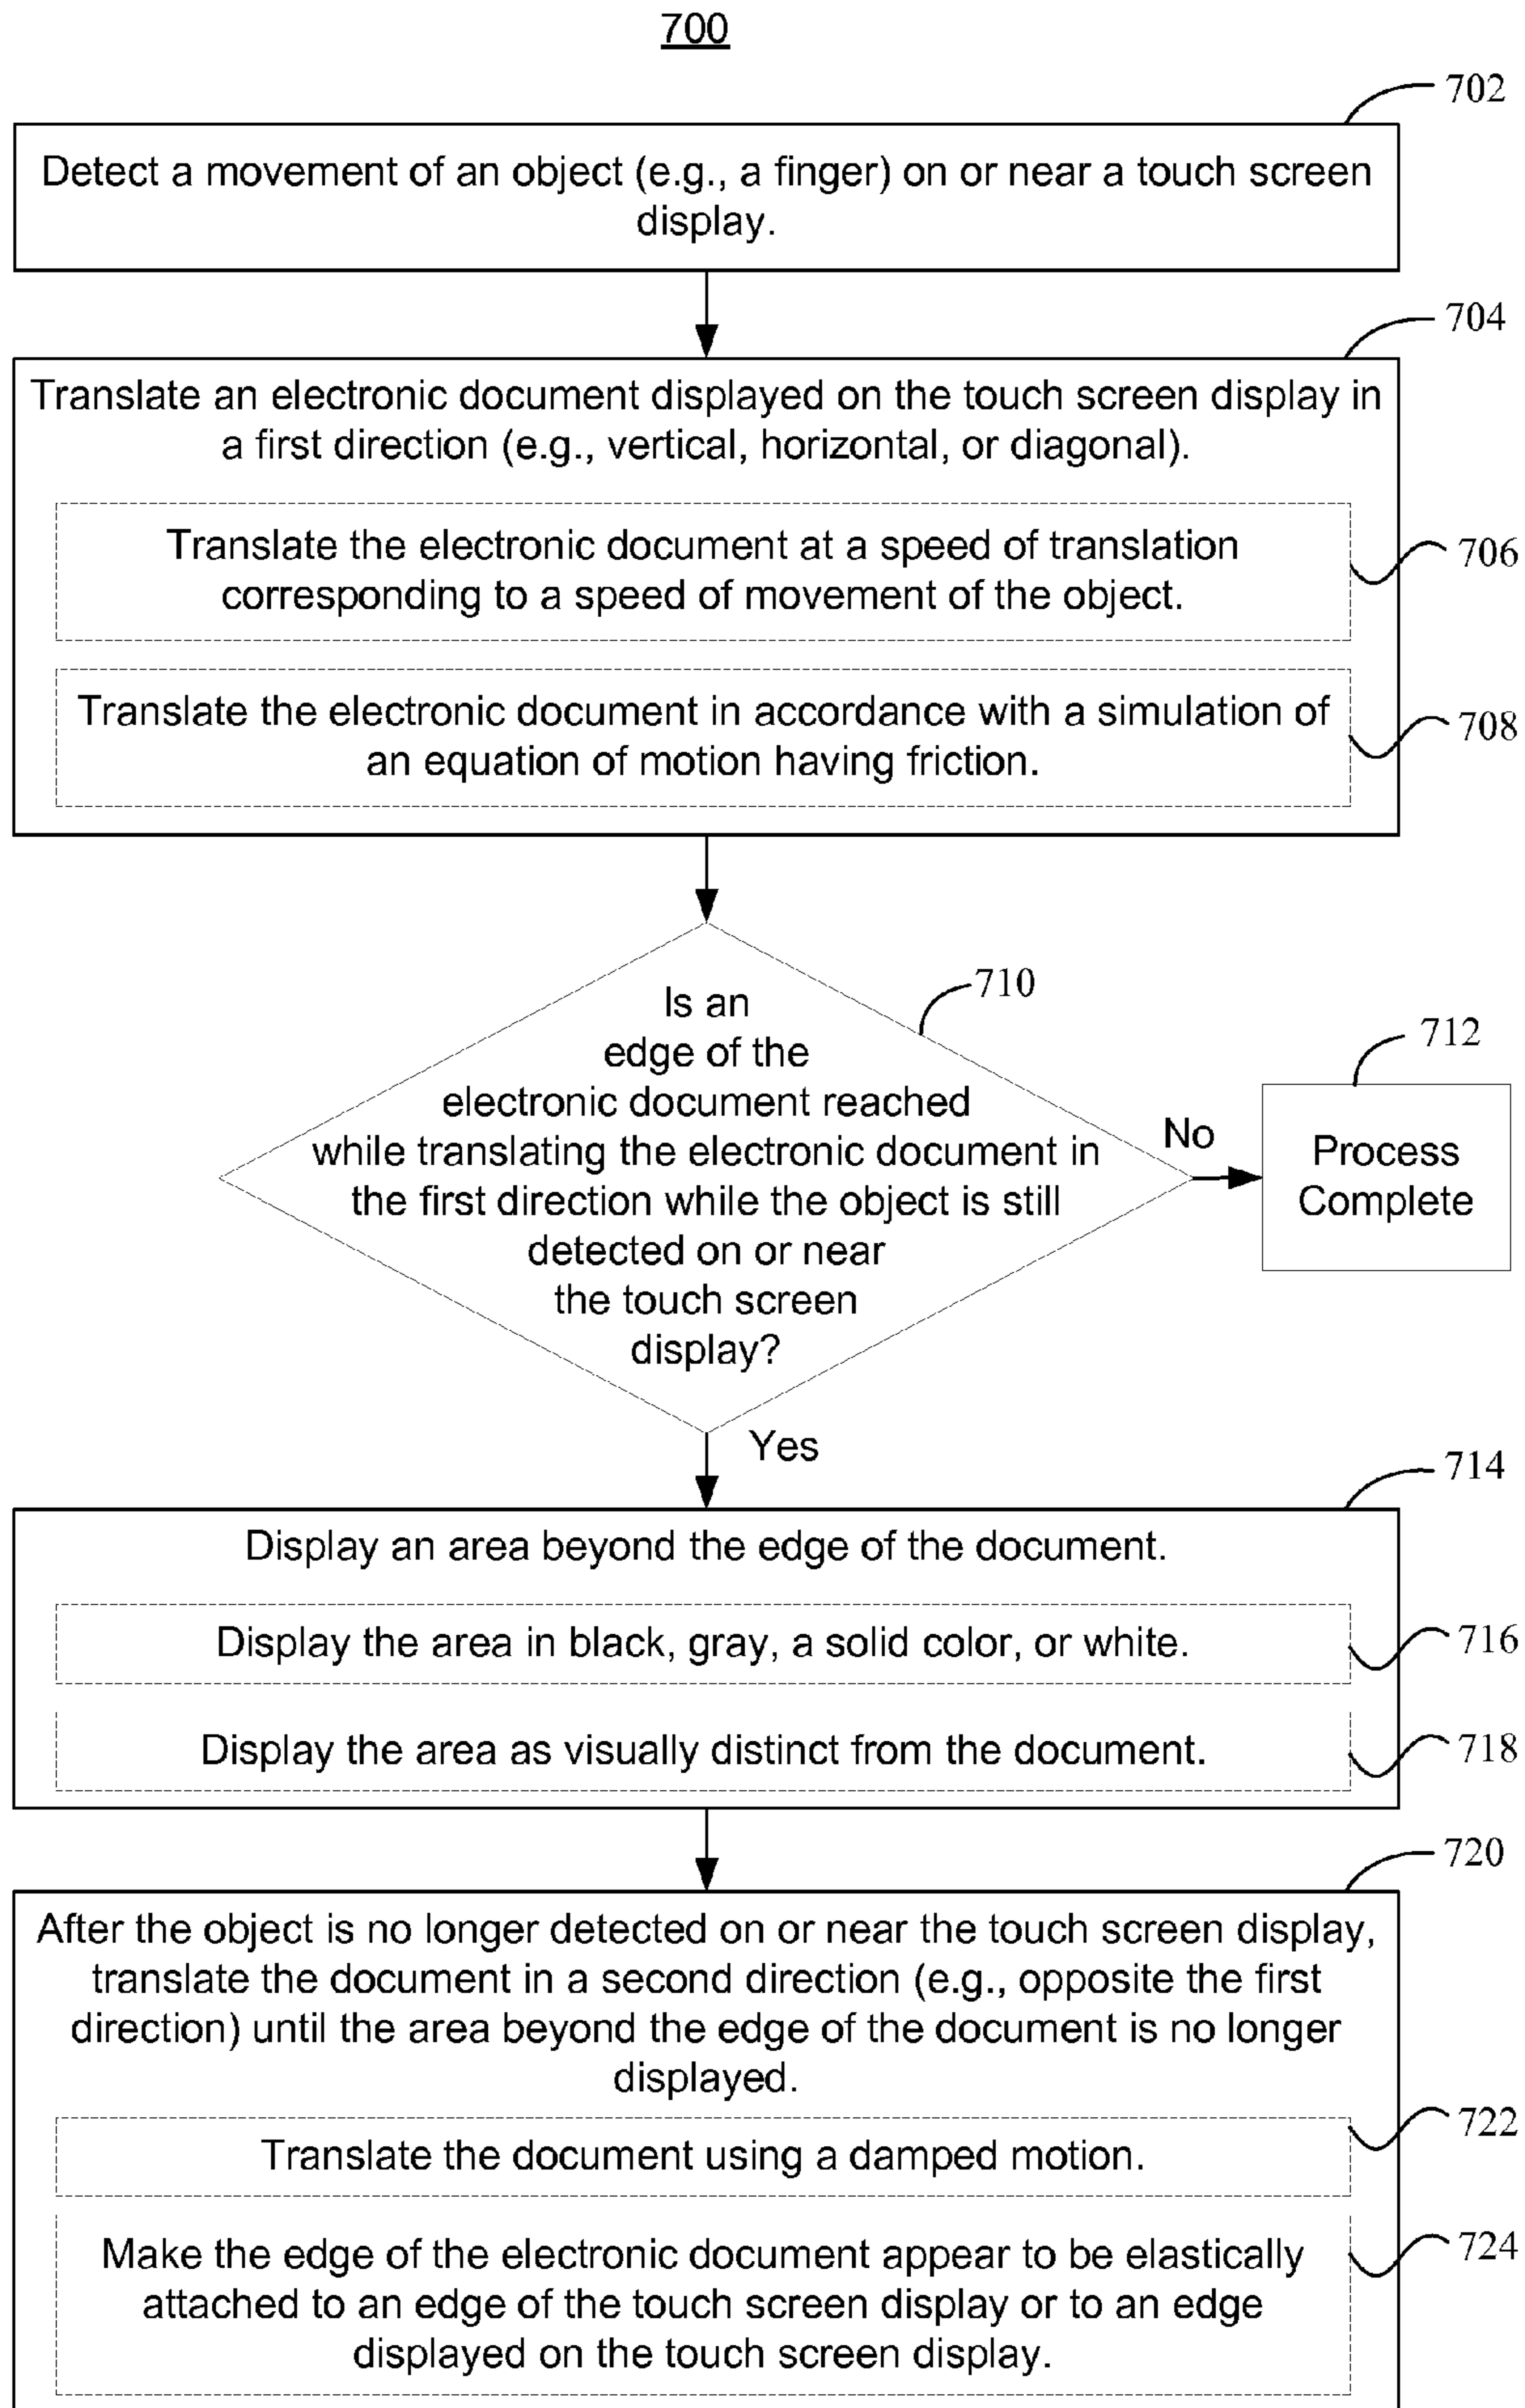 700
702
Detect a movement of an object (e.g., a finger) on or near a touch screen
display.
704
Translate an electronic document displayed on the touch screen display in
a first direction (e.g., vertical, horizontal, or diagonal).
Translate the electronic document at a speed of translation
corresponding to a speed of movement of the object.
706
Translate the electronic document in accordance with a simulation of
an equation of motion having friction.
708
710
Is an
edge of the
electronic document reached
while translating the electronic document in
the first direction while the object is still
detected on or near
the touch screen
display?
No
712
Process
Complete
Yes
714
Display an area beyond the edge of the document.
Display the area in black, gray, a solid color, or white.
716
Display the area as visually distinct from the document.
718
720
After the object is no longer detected on or near the touch screen display,
translate the document in a second direction (e.g., opposite the first
direction) until the area beyond the edge of the document is no longer
displayed.
Translate the document using a damped motion.
722
Make the edge of the electronic document appear to be elastically
attached to an edge of the touch screen display or to an edge
displayed on the touch screen display.
724